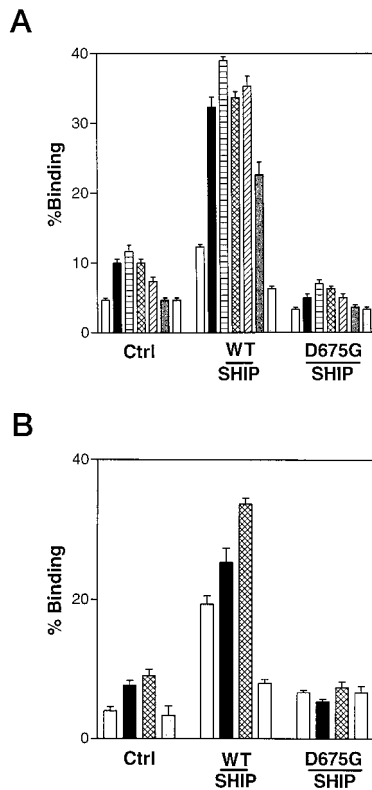 A
40
30
20
10
0
%Binding
Ctrl
WT
SHIP
D675G
SHIP
B
40
20
0
% Binding
Ctrl
WT
SHIP
D675G
SHIP